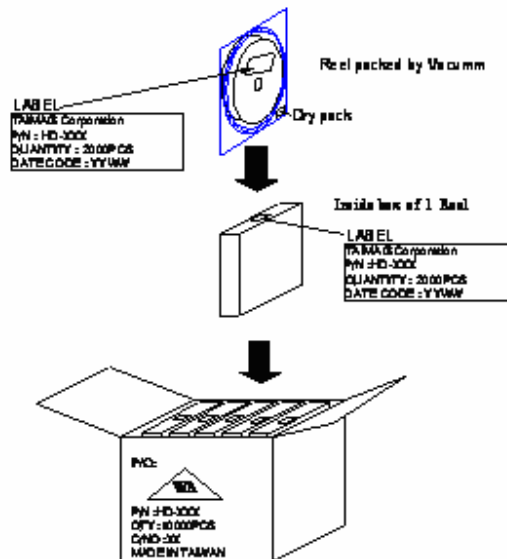 Reel packed by Vacumm
LABEL
TAIMAG Corporation
P/N : HD-XXX
QUANTITY : 2000PCS
DATE CODE : YYWW
Dry pack
Inside box of 1 Reel
LABEL
TAIMAG Corporation
P/N : HD-XXX
QUANTITY : 2000PCS
DATE CODE : YYWW
P/O:
P/N : HD-XXX
QTY : 10000PCS
C/NO : XX
MADE IN TAIWAN